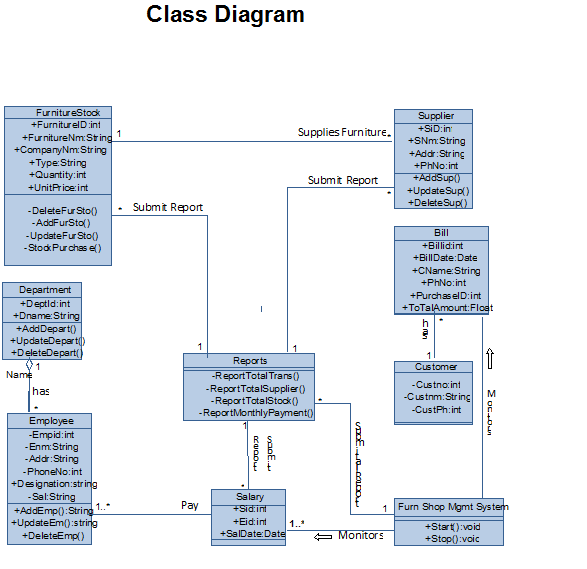 Class Diagram
FurnitureStock
+FurnitureID:int
+FurnitureNm:String
+CompanyNm:String
+Type:String
+Quantity:int
+UnitPrice:int
-DeleteFurSto()
-AddFurSto()
-UpdateFurSto()
-StockPurchase()
1
Supplies Furniture
*
Supplier
+SiD:int
+SNm:String
+Addr:String
+PhNo:int
+AddSup()
+UpdateSup()
+DeleteSup()
Submit Report
*
* Submit Report
Bill
+Billid:int
+BillDate:Date
+CName:String
+PhNo:int
+PurchaseID:int
+ToTalAmount:Float
Department
+DeptId:int
+Dname:String
+AddDepart()
+UpdateDepart()
+DeleteDepart()
1
Name
has
*
1
1
Reports
-ReportTotalTrans()
-ReportTotalSupplier()
-ReportTotalStock()
-ReportMonthlyPayment()
*
has
1
Customer
-Custno:int
-Custnm:String
-CustPh:int
Employee
-Empid:int
-Enm:String
-Addr:String
-PhoneNo:int
+Designation:string
-Sal:String
+AddEmp():String
+UpdateEm():string
+DeleteEmp()
1..*
Pay
1
Submit
Report
*
Salary
+Sid:int
+Eid:int
+SalDate:Date
*
1
Furn Shop Mgmt System
+Start():void
+Stop():void
1..*
Monitors